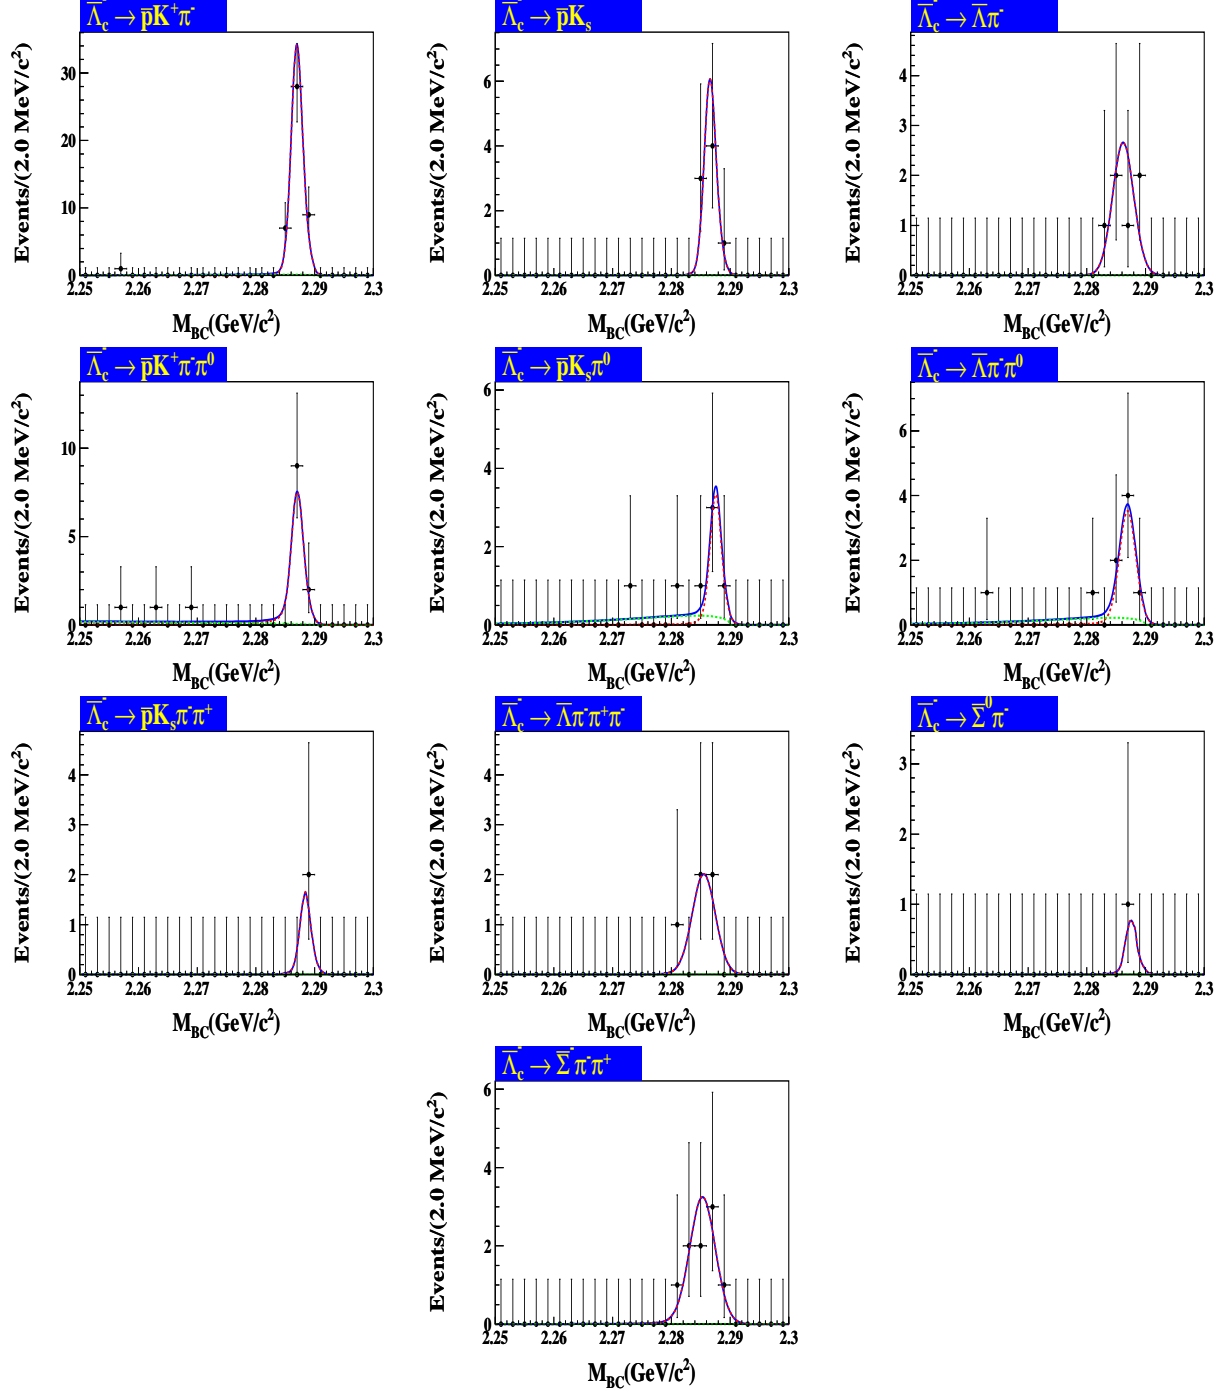 Λ̅c⁻ → p̅K⁺π⁻
Events/(2.0 MeV/c²)
30
20
10
0
2.25 2.26 2.27 2.28 2.29 2.3
M_BC(GeV/c²)
Λ̅c⁻ → p̅Ks
Events/(2.0 MeV/c²)
6
4
2
0
2.25 2.26 2.27 2.28 2.29 2.3
M_BC(GeV/c²)
Λ̅c⁻ → Λ̅π⁻
Events/(2.0 MeV/c²)
4
3
2
1
0
2.25 2.26 2.27 2.28 2.29 2.3
M_BC(GeV/c²)
Λ̅c⁻ → p̅K⁺π⁻π⁰
Events/(2.0 MeV/c²)
10
5
0
2.25 2.26 2.27 2.28 2.29 2.3
M_BC(GeV/c²)
Λ̅c⁻ → p̅Ksπ⁰
Events/(2.0 MeV/c²)
6
4
2
0
2.25 2.26 2.27 2.28 2.29 2.3
M_BC(GeV/c²)
Λ̅c⁻ → Λ̅π⁻π⁰
Events/(2.0 MeV/c²)
6
4
2
0
2.25 2.26 2.27 2.28 2.29 2.3
M_BC(GeV/c²)
Λ̅c⁻ → p̅Ksπ⁻π⁺
Events/(2.0 MeV/c²)
4
3
2
1
0
2.25 2.26 2.27 2.28 2.29 2.3
M_BC(GeV/c²)
Λ̅c⁻ → Λ̅π⁻π⁺π⁻
Events/(2.0 MeV/c²)
4
3
2
1
0
2.25 2.26 2.27 2.28 2.29 2.3
M_BC(GeV/c²)
Λ̅c⁻ → Σ̅⁰π⁻
Events/(2.0 MeV/c²)
3
2
1
0
2.25 2.26 2.27 2.28 2.29 2.3
M_BC(GeV/c²)
Λ̅c⁻ → Σ̅⁻π⁻π⁺
Events/(2.0 MeV/c²)
6
4
2
0
2.25 2.26 2.27 2.28 2.29 2.3
M_BC(GeV/c²)